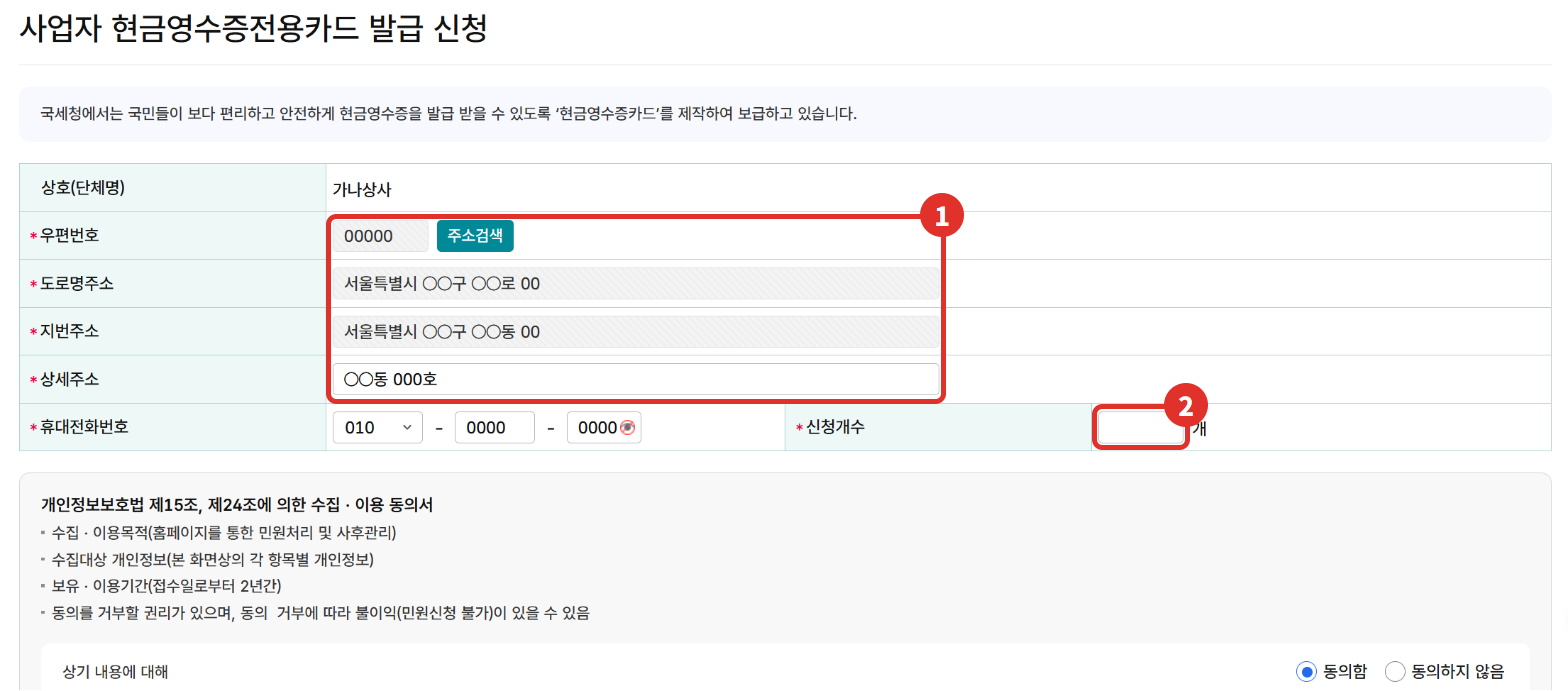 사업자 현금영수증전용카드 발급 신청
국세청에서는 국민들이 보다 편리하고 안전하게 현금영수증을 발급 받을 수 있도록 ‘현금영수증카드’를 제작하여 보급하고 있습니다.
상호(단체명) 가나상사
1
*우편번호 00000 주소검색
*도로명주소 서울특별시 〇〇구 〇〇로 00
*지번주소 서울특별시 〇〇구 〇〇동 00
*상세주소 〇〇동 000호
2
*휴대전화번호 010 - 0000 - 0000 *신청개수 개
개인정보보호법 제15조, 제24조에 의한 수집 · 이용 동의서
수집 · 이용목적(홈페이지를 통한 민원처리 및 사후관리)
수집대상 개인정보(본 화면상의 각 항목별 개인정보)
보유 · 이용기간(접수일로부터 2년간)
동의를 거부할 권리가 있으며, 동의  거부에 따라 불이익(민원신청 불가)이 있을 수 있음
상기 내용에 대해 동의함 동의하지 않음